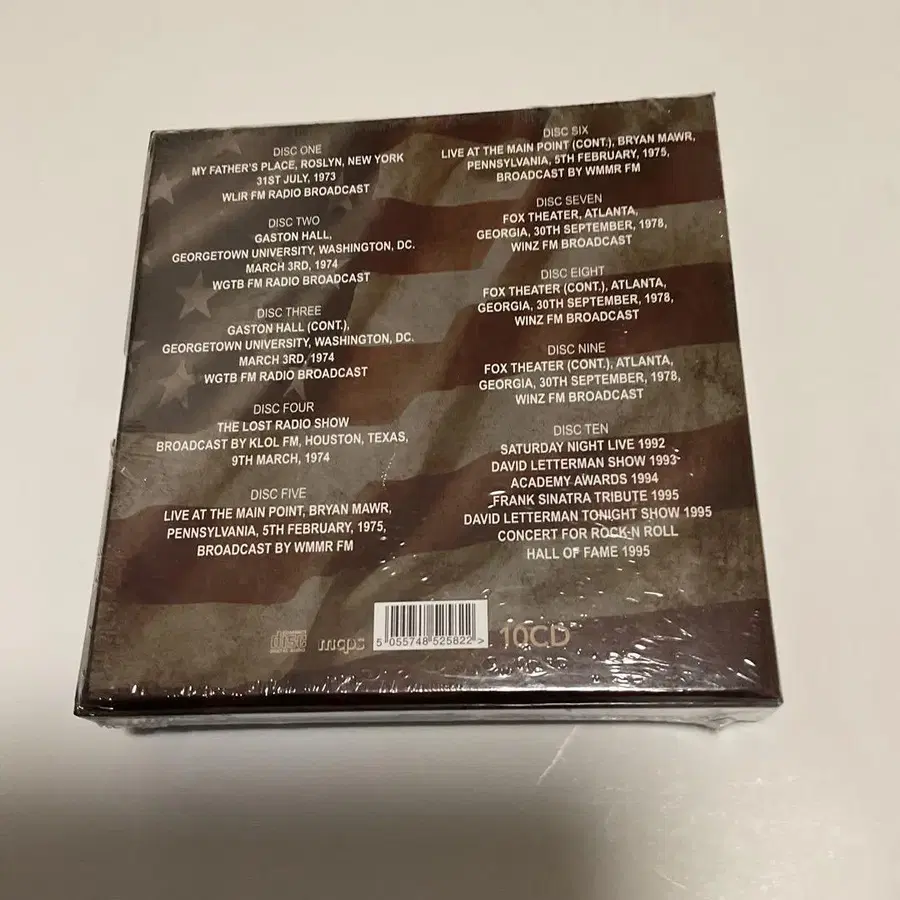 DISC ONE
MY FATHER'S PLACE, ROSLYN, NEW YORK
31ST JULY, 1973
WLIR FM RADIO BROADCAST
DISC TWO
GASTON HALL,
GEORGETOWN UNIVERSITY, WASHINGTON, DC.
MARCH 3RD, 1974
WGTB FM RADIO BROADCAST
DISC THREE
GASTON HALL (CONT.),
GEORGETOWN UNIVERSITY, WASHINGTON, DC.
MARCH 3RD, 1974
WGTB FM RADIO BROADCAST
DISC FOUR
THE LOST RADIO SHOW
BROADCAST BY KLOL FM, HOUSTON, TEXAS,
9TH MARCH, 1974
DISC FIVE
LIVE AT THE MAIN POINT, BRYAN MAWR,
PENNSYLVANIA, 5TH FEBRUARY, 1975,
BROADCAST BY WMMR FM
DISC SIX
LIVE AT THE MAIN POINT (CONT.), BRYAN MAWR,
PENNSYLVANIA, 5TH FEBRUARY, 1975,
BROADCAST BY WMMR FM
DISC SEVEN
FOX THEATER, ATLANTA,
GEORGIA, 30TH SEPTEMBER, 1978,
WINZ FM BROADCAST
DISC EIGHT
FOX THEATER (CONT.), ATLANTA,
GEORGIA, 30TH SEPTEMBER, 1978,
WINZ FM BROADCAST
DISC NINE
FOX THEATER (CONT.), ATLANTA,
GEORGIA, 30TH SEPTEMBER, 1978,
WINZ FM BROADCAST
DISC TEN
SATURDAY NIGHT LIVE 1992
DAVID LETTERMAN SHOW 1993
ACADEMY AWARDS 1994
FRANK SINATRA TRIBUTE 1995
DAVID LETTERMAN TONIGHT SHOW 1995
CONCERT FOR ROCK-N ROLL
HALL OF FAME 1995
disc
mcps
5 055748 525822 >
10CD